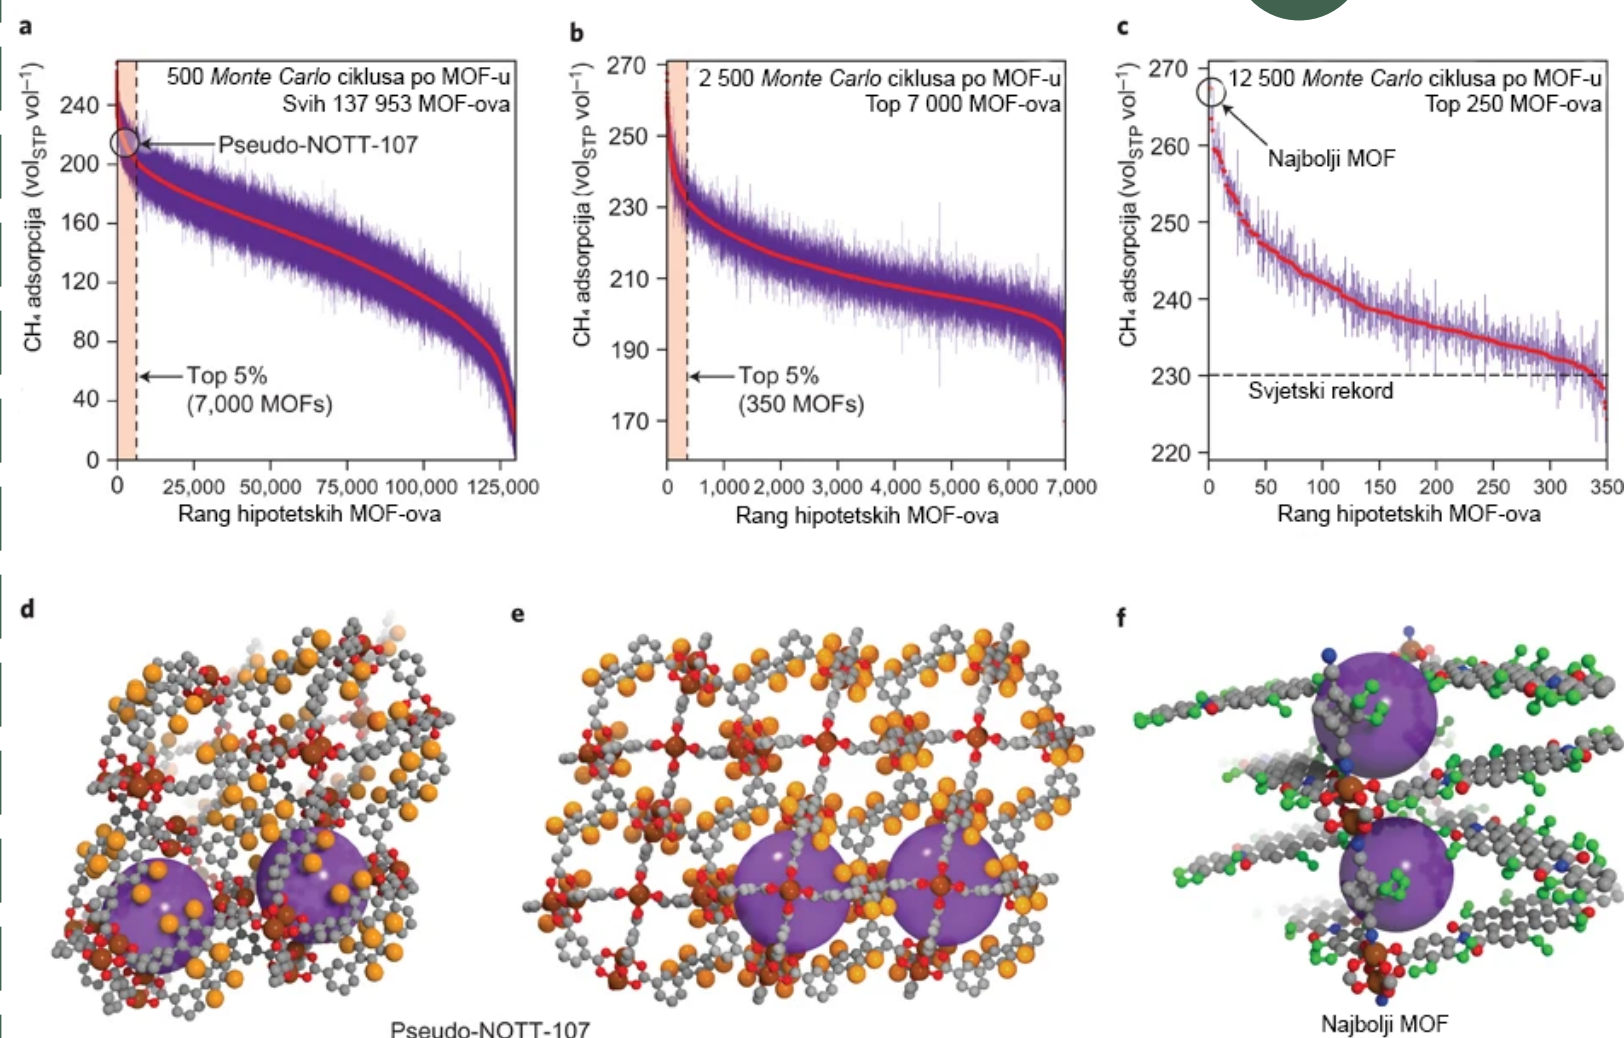 a
500 Monte Carlo ciklusa po MOF-u
Svih 137 953 MOF-ova
Pseudo-NOTT-107
Top 5%
(7,000 MOFs)
CH₄ adsorpcija (vol_STP vol⁻¹)
240
200
160
120
80
40
0
0 25,000 50,000 75,000 100,000 125,000
Rang hipotetskih MOF-ova
b
2 500 Monte Carlo ciklusa po MOF-u
Top 7 000 MOF-ova
Top 5%
(350 MOFs)
CH₄ adsorpcija (vol_STP vol⁻¹)
270
250
230
210
190
170
0 1,000 2,000 3,000 4,000 5,000 6,000 7,000
Rang hipotetskih MOF-ova
c
12 500 Monte Carlo ciklusa po MOF-u
Top 250 MOF-ova
Najbolji MOF
Svjetski rekord
CH₄ adsorpcija (vol_STP vol⁻¹)
270
260
250
240
230
220
0 50 100 150 200 250 300 350
Rang hipotetskih MOF-ova
d
e
Pseudo-NOTT-107
f
Najbolji MOF